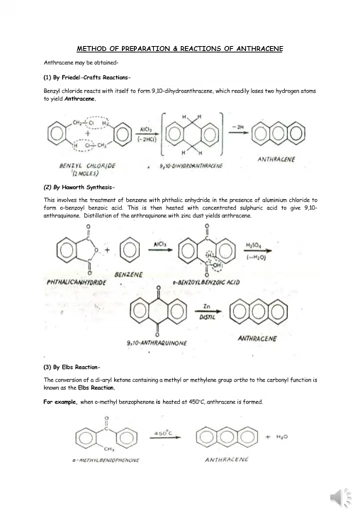 METHOD OF PREPARATION & REACTIONS OF ANTHRACENE
Anthracene may be obtained-
(1) By Friedel-Crafts Reactions-
Benzyl chloride reacts with itself to form 9,10-dihydroanthracene, which readily loses two hydrogen atoms
to yield Anthracene.
CH₂ Cl H
+
H Cl CH₂
AlCl₃
(-2HCl)
H H
H H
-2H
BENZYL CHLORIDE
(2 MOLES)
9,10-DIHYDROANTHRACENE
ANTHRACENE
(2) By Haworth Synthesis-
This involves the treatment of benzene with phthalic anhydride in the presence of aluminium chloride to
form o-benzoyl benzoic acid. This is then heated with concentrated sulphuric acid to give 9,10-
anthraquinone. Distillation of the anthraquinone with zinc dust yields anthracene.
O
O
O
+
AlCl₃
O
H
OH
O
H₂SO₄
(-H₂O)
PHTHALICANHYDRIDE
BENZENE
o-BENZOYLBENZOIC ACID
O
O
Zn
DISTIL
9,10-ANTHRAQUINONE
ANTHRACENE
(3) By Elbs Reaction-
The conversion of a di-aryl ketone containing a methyl or methylene group ortho to the carbonyl function is
known as the Elbs Reaction.
For example, when o-methyl benzophenone is heated at 450°C, anthracene is formed.
O
CH₃
450°C
+ H₂O
o-METHYLBENZOPHENONE
ANTHRACENE